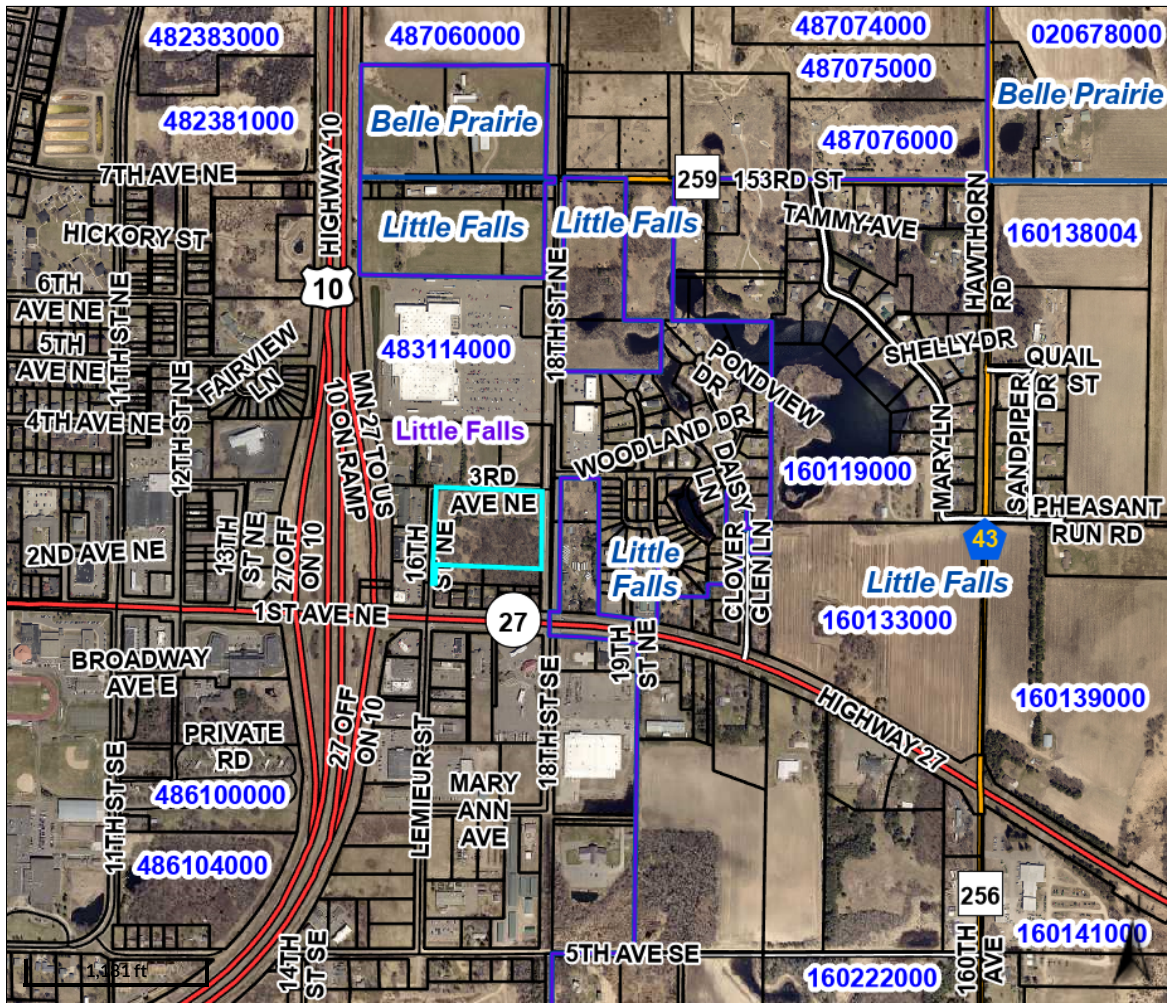 482383000
487060000
487074000
020678000
487075000
Belle Prairie
Belle Prairie
482381000
HIGHWAY 10
487076000
7TH AVE NE
259
153RD ST
HICKORY ST
Little Falls
Little Falls
TAMMY AVE
HAWTHORN
RD
160138004
6TH
AVE NE
11TH ST NE
10
18TH ST NE
5TH
AVE NE
FAIRVIEW
LN
483114000
PONDVIEW
DR
SHELLY DR
QUAIL
ST
4TH AVE NE
12TH ST NE
10 ON RAMP
MN 27 TO US
Little Falls
WOODLAND DR
DAISY
LN
MARY LN
SANDPIPER
DR
160119000
3RD
AVE NE
PHEASANT
RUN RD
2ND AVE NE
13TH
ST NE
27 OFF
ON 10
16TH
ST NE
Little
Falls
CLOVER
GLEN LN
43
Little Falls
1ST AVE NE
27
160133000
19TH
ST NE
BROADWAY
AVE E
HIGHWAY 27
160139000
PRIVATE
RD
27 OFF
ON 10
LEMIEUR ST
18TH ST SE
MARY
ANN
AVE
11TH ST SE
486100000
486104000
256
160141000
14TH
ST SE
5TH AVE SE
160222000
160TH
AVE
1,131 ft